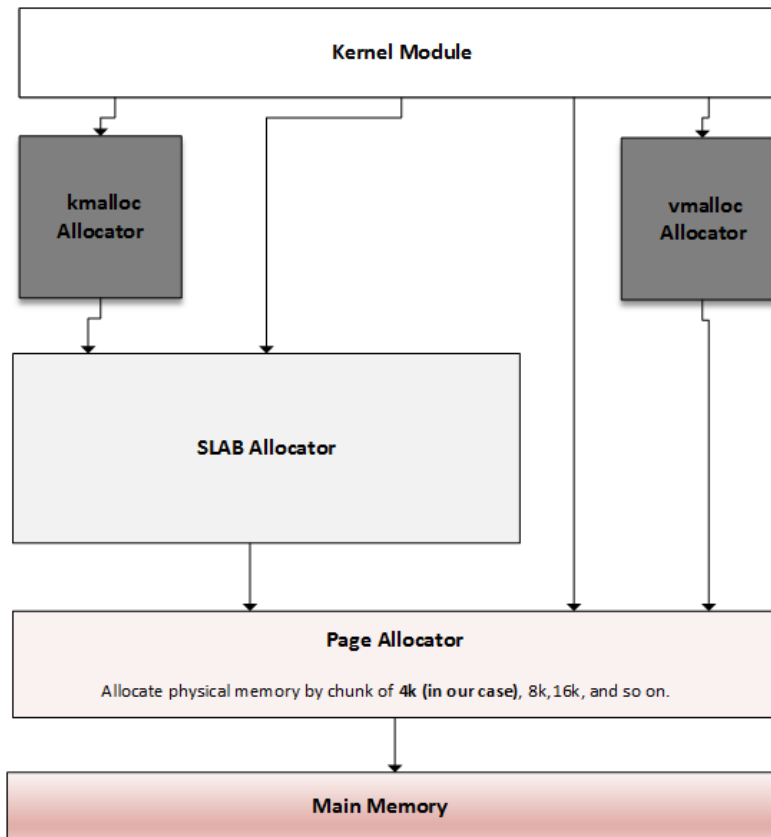 Kernel Module
kmalloc
Allocator
vmalloc
Allocator
SLAB Allocator
Page Allocator
Allocate physical memory by chunk of 4k (in our case), 8k,16k, and so on.
Main Memory